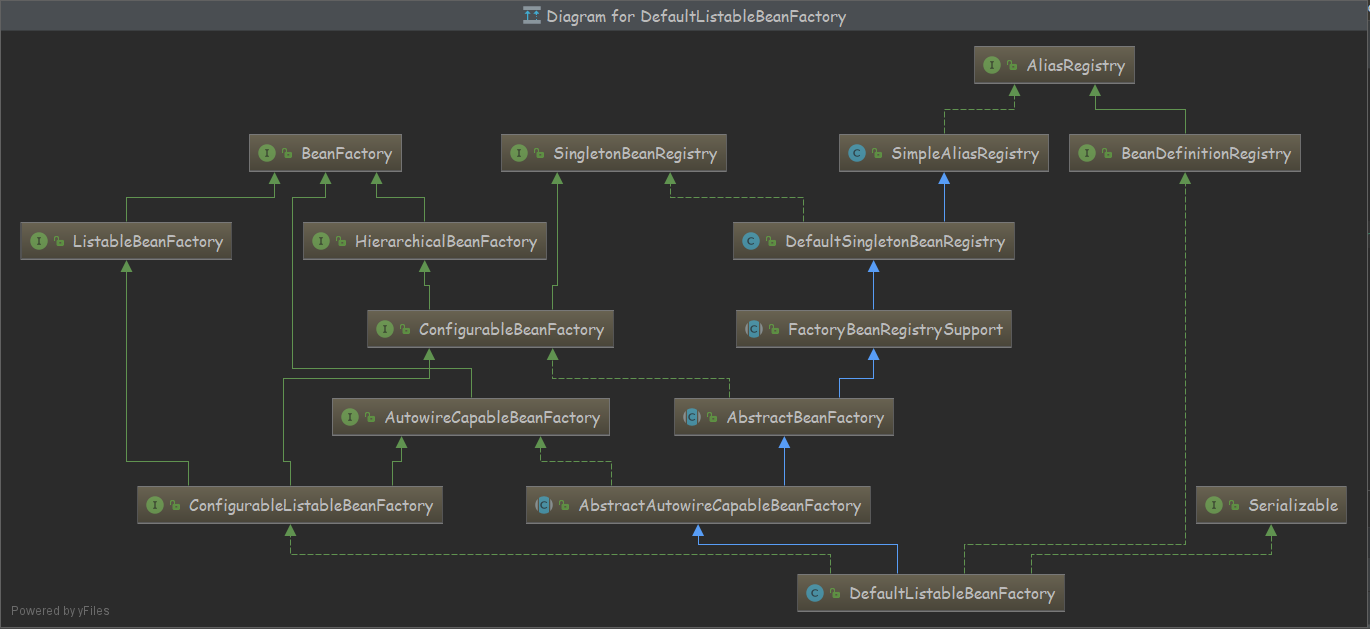 Diagram for DefaultListableBeanFactory
I AliasRegistry
I BeanFactory
I SingletonBeanRegistry
C SimpleAliasRegistry
I BeanDefinitionRegistry
I ListableBeanFactory
I HierarchicalBeanFactory
C DefaultSingletonBeanRegistry
I ConfigurableBeanFactory
C FactoryBeanRegistrySupport
I AutowireCapableBeanFactory
C AbstractBeanFactory
I ConfigurableListableBeanFactory
C AbstractAutowireCapableBeanFactory
I Serializable
C DefaultListableBeanFactory
Powered by yFiles